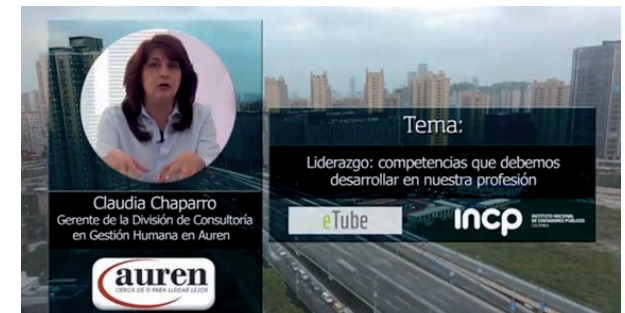 Claudia Chaparro
Gerente de la División de Consultoría
en Gestión Humana en Auren
auren
CERCA DE TI PARA LLEGAR LEJOS
Tema:
Liderazgo: competencias que debemos
desarrollar en nuestra profesión
eTube
INCP
INSTITUTO NACIONAL
DE CONTADORES PÚBLICOS
COLOMBIA